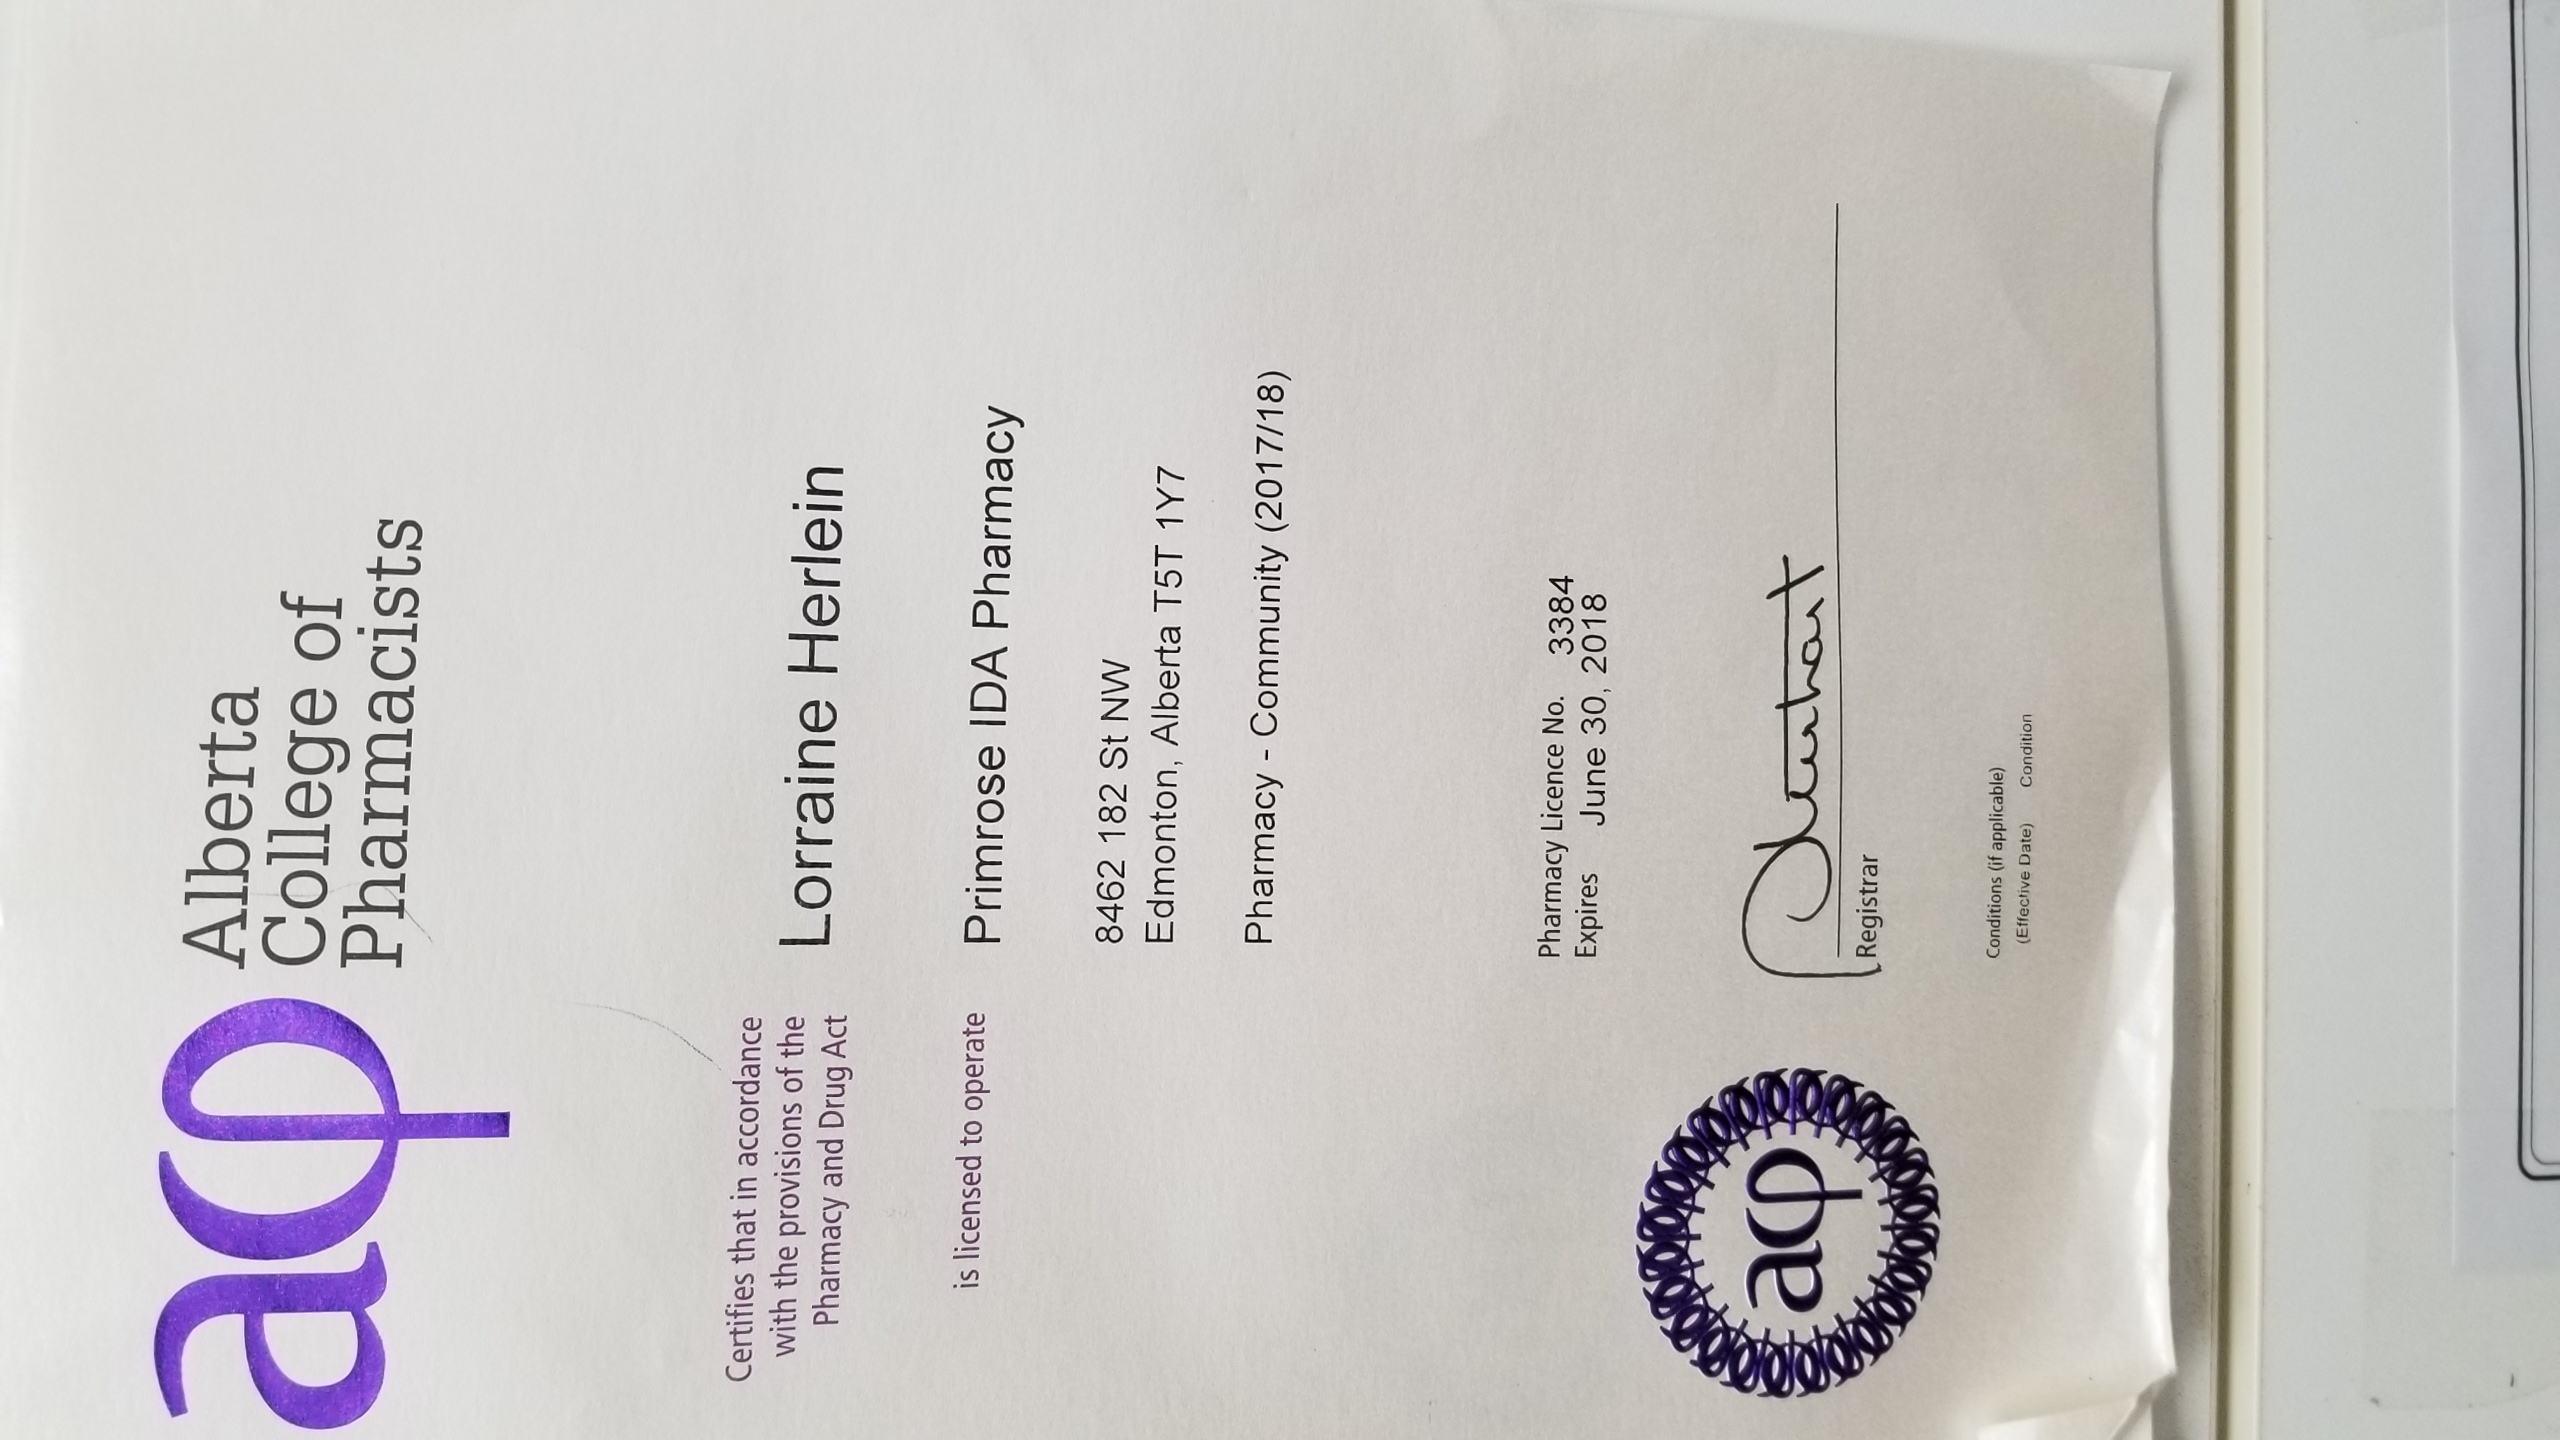 acp
Alberta
College of
Pharmacists
Certifies that in accordance
with the provisions of the
Pharmacy and Drug Act
Lorraine Herlein
is licensed to operate
Primrose IDA Pharmacy
8462 182 St NW
Edmonton, Alberta T5T 1Y7
Pharmacy - Community (2017/18)
Pharmacy Licence No. 3384
Expires June 30, 2018
Registrar
acp
Conditions (if applicable)
(Effective Date) Condition